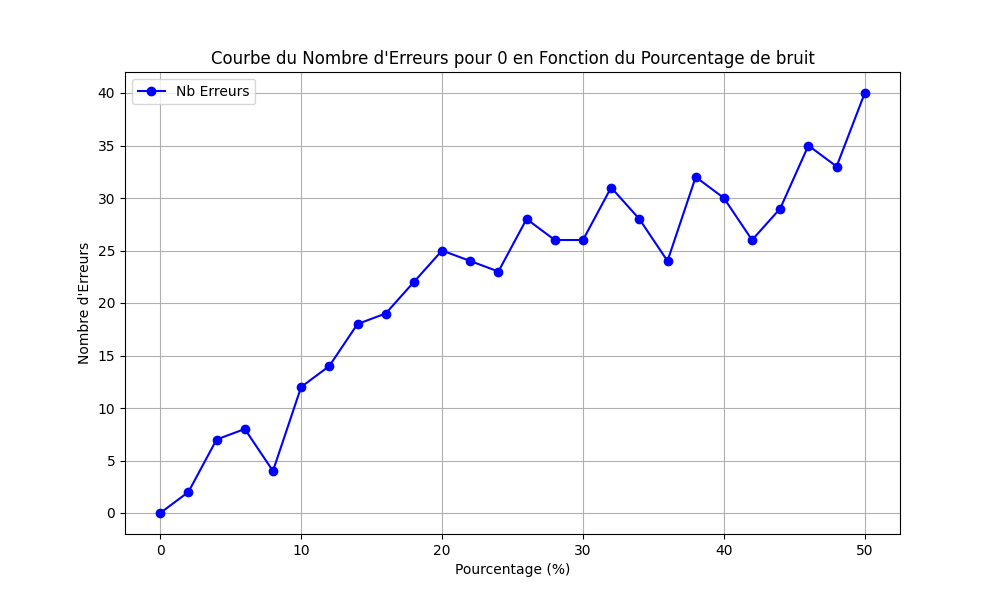 Courbe du Nombre d'Erreurs pour 0 en Fonction du Pourcentage de bruit
Nb Erreurs
40
35
30
25
20
15
10
5
0
Nombre d'Erreurs
0 10 20 30 40 50
Pourcentage (%)